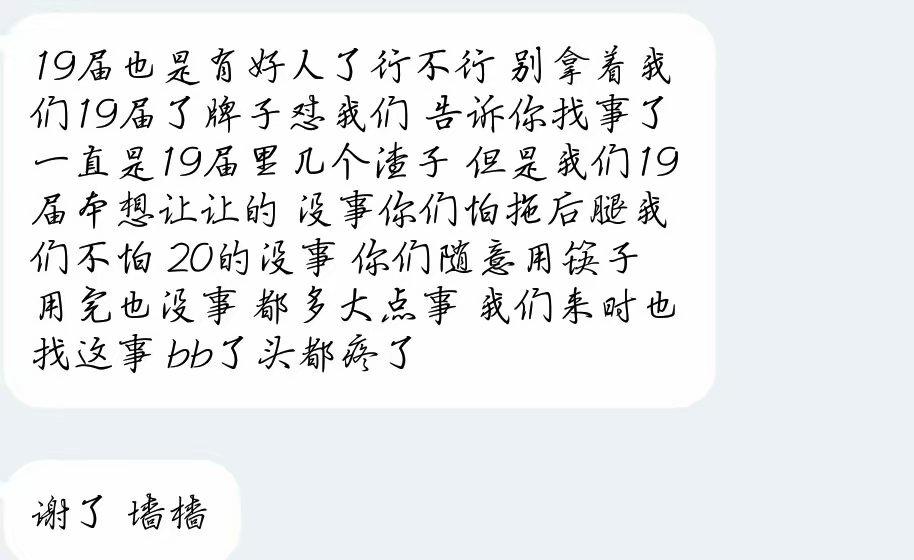 19届也是有好人了行不行 别拿着我
们19届了牌子怼我们 告诉你找事了
一直是19届里几个渣子 但是我们19
届本想让让的 没事你们怕拖后腿我
们不怕 20的没事 你们随意用筷子
用完也没事 都多大点事 我们来时也
找这事 bb了头都疼了
谢了 墙墙